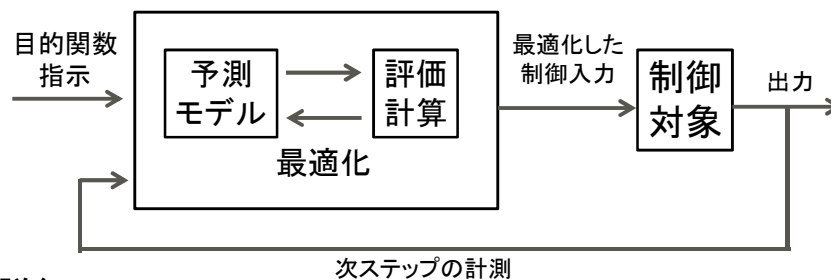 目的関数
指示
予測
モデル
評価
計算
最適化
最適化した
制御入力
制御
対象
出力
次ステップの計測